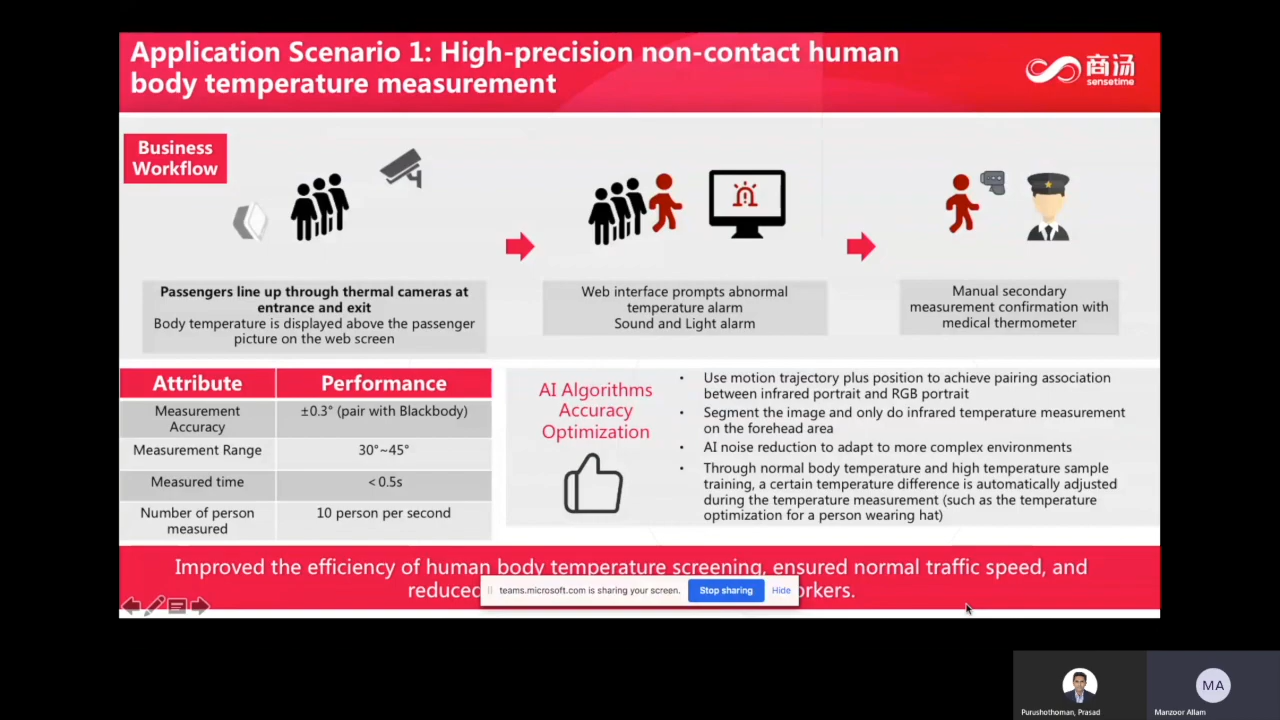 Application Scenario 1: High-precision non-contact human
body temperature measurement
商汤
sensetime
Business
Workflow
Passengers line up through thermal cameras at
entrance and exit
Body temperature is displayed above the passenger
picture on the web screen
Web interface prompts abnormal
temperature alarm
Sound and Light alarm
Manual secondary
measurement confirmation with
medical thermometer
Attribute
Performance
Measurement
Accuracy
±0.3° (pair with Blackbody)
Measurement Range
30°~45°
Measured time
< 0.5s
Number of person
measured
10 person per second
AI Algorithms
Accuracy
Optimization
• Use motion trajectory plus position to achieve pairing association
between infrared portrait and RGB portrait
• Segment the image and only do infrared temperature measurement
on the forehead area
• AI noise reduction to adapt to more complex environments
• Through normal body temperature and high temperature sample
training, a certain temperature difference is automatically adjusted
during the temperature measurement (such as the temperature
optimization for a person wearing hat)
Improved the efficiency of human body temperature screening, ensured normal traffic speed, and
reduced
orkers.
teams.microsoft.com is sharing your screen.
Stop sharing
Hide
MA
Purushothoman, Prasad
Manzoor Allam